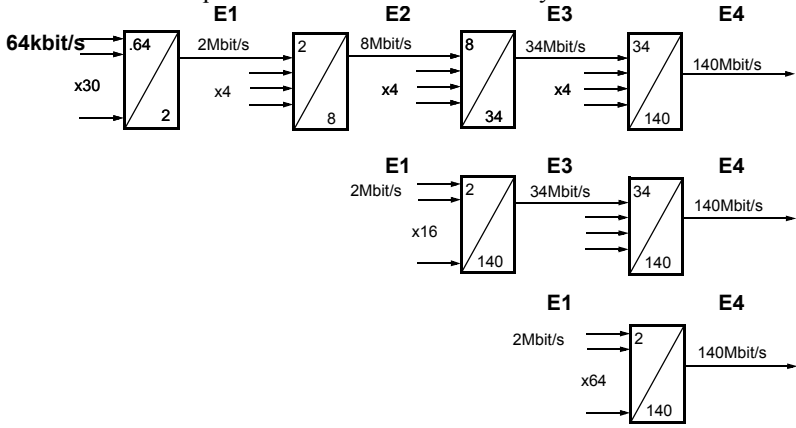 E1 E2 E3 E4
64kbit/s .64 2Mbit/s 2 8Mbit/s 8 34Mbit/s 34 140Mbit/s
x30 x4 x4 x4
2 8 34 140
E1 E3 E4
2Mbit/s 2 34Mbit/s 34 140Mbit/s
x16
140 140
E1 E4
2Mbit/s 2 140Mbit/s
x64
140